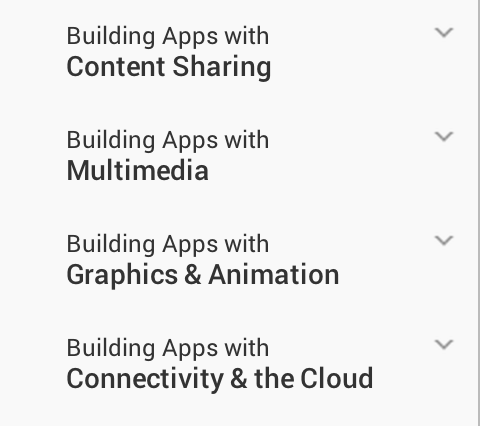 Building Apps with
Content Sharing
Building Apps with
Multimedia
Building Apps with
Graphics & Animation
Building Apps with
Connectivity & the Cloud